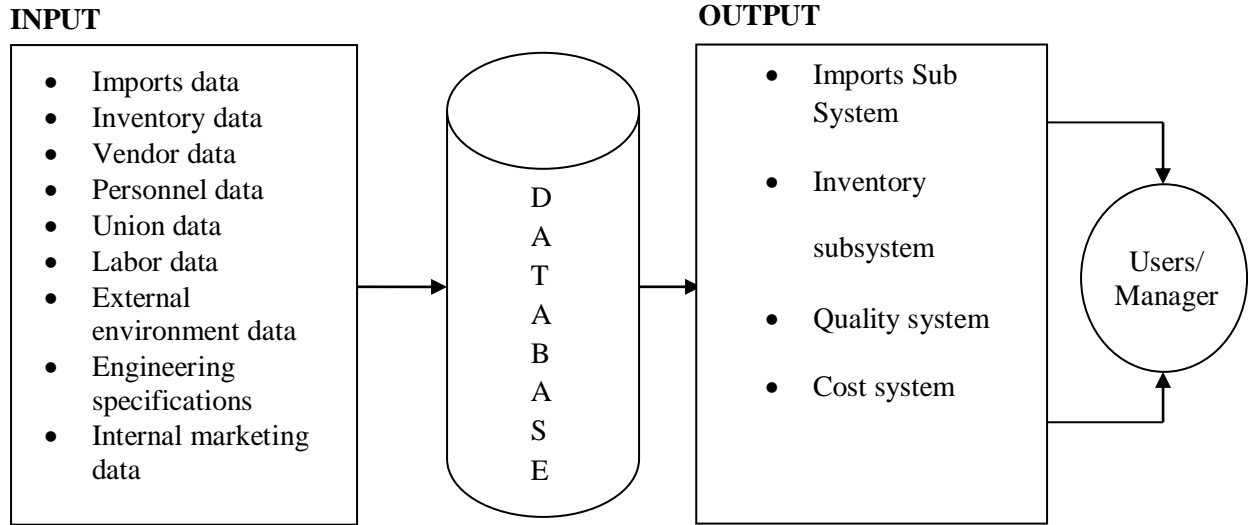 INPUT
• Imports data
• Inventory data
• Vendor data
• Personnel data
• Union data
• Labor data
• External
environment data
• Engineering
specifications
• Internal marketing
data
D
A
T
A
B
A
S
E
OUTPUT
• Imports Sub
System
• Inventory
subsystem
• Quality system
• Cost system
Users/
Manager